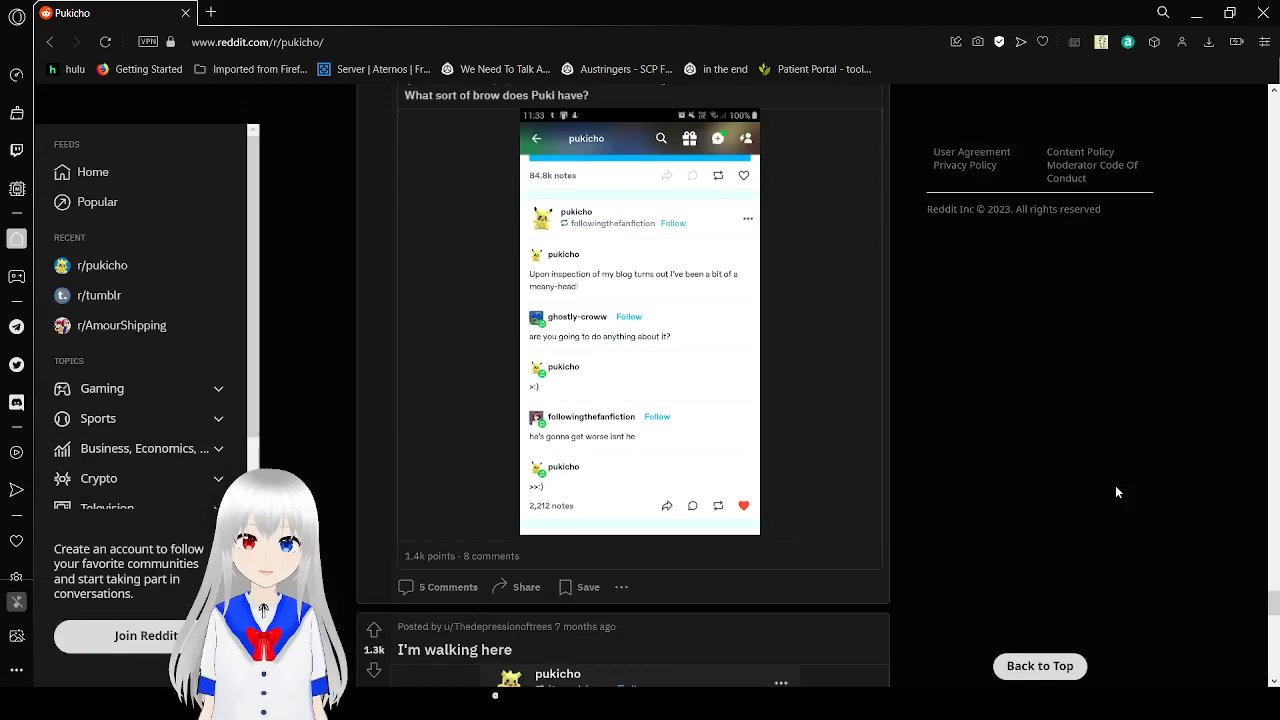 Pukicho
VPN
www.reddit.com/r/pukicho/
hulu
Getting Started
Imported from Firef...
Server | Aternos | Fr...
We Need To Talk A...
Austringers - SCP F...
in the end
Patient Portal - tool...
FEEDS
Home
Popular
RECENT
r/pukicho
r/tumblr
r/AmourShipping
TOPICS
Gaming
Sports
Business, Economics, ...
Crypto
Television
Create an account to follow
your favorite communities
and start taking part in
conversations.
Join Reddit
What sort of brow does Puki have?
11:33
100%
pukicho
84.8k notes
pukicho
followingthefanfiction Follow
pukicho
Upon inspection of my blog turns out I've been a bit of a
meany-head!
ghostly-croww Follow
are you going to do anything about it?
pukicho
>:)
followingthefanfiction Follow
he's gonna get worse isnt he
pukicho
>>:)
2,212 notes
1.4k points · 8 comments
5 Comments Share Save
Posted by u/Thedepressionoftrees 7 months ago
1.3k
I'm walking here
pukicho
User Agreement
Privacy Policy
Content Policy
Moderator Code Of
Conduct
Reddit Inc © 2023. All rights reserved
Back to Top